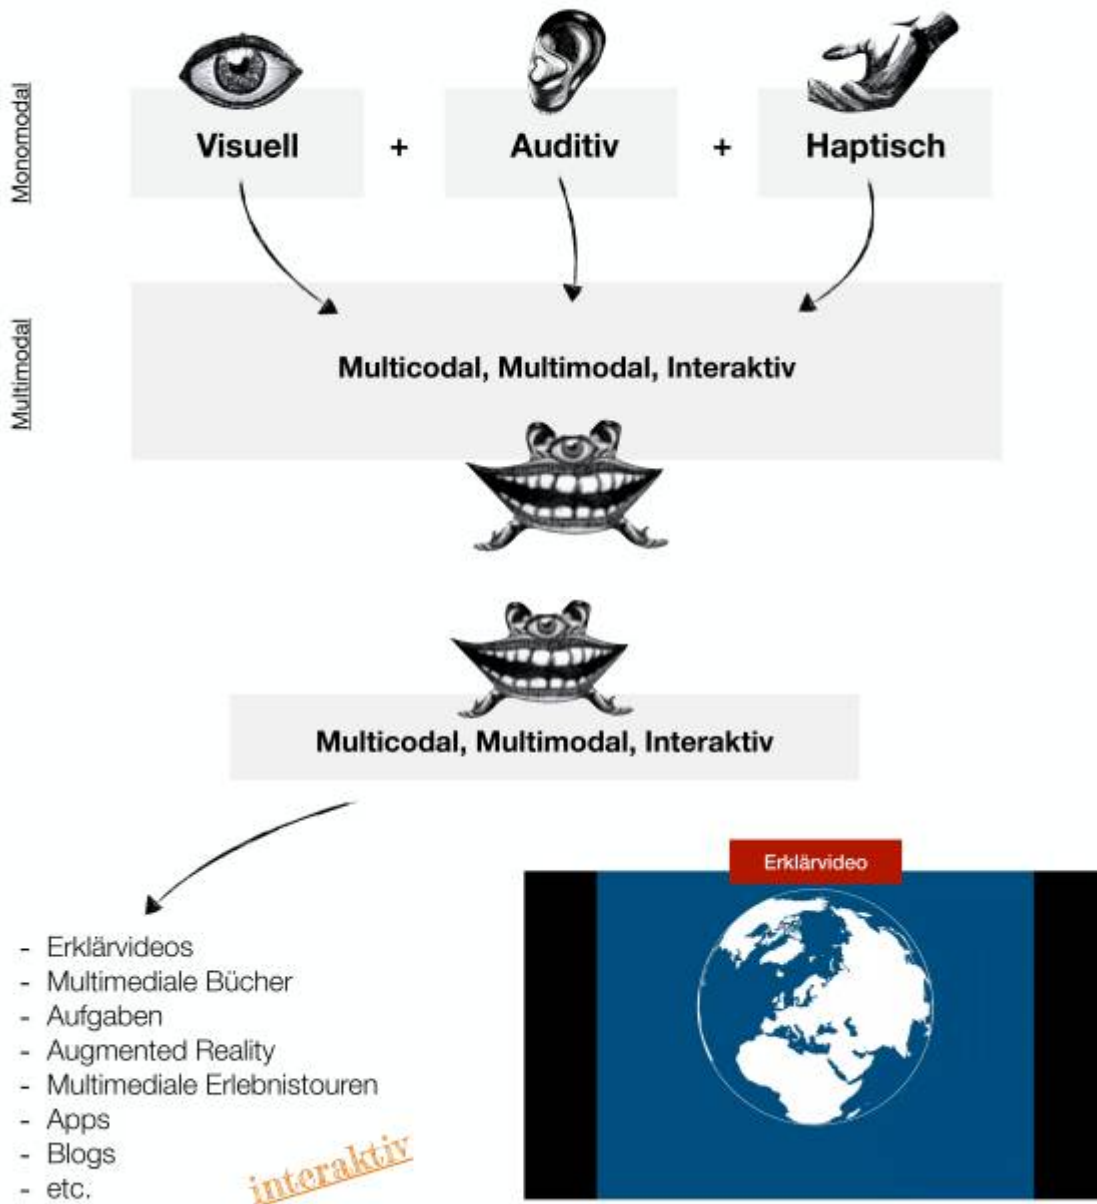 Monomodal
Visuell + Auditiv + Haptisch
Multimodal
Multicodal, Multimodal, Interaktiv
Multicodal, Multimodal, Interaktiv
- Erklärvideos
- Multimediale Bücher
- Aufgaben
- Augmented Reality
- Multimediale Erlebnistouren
- Apps
- Blogs
- etc.
interaktiv
Erklärvideo